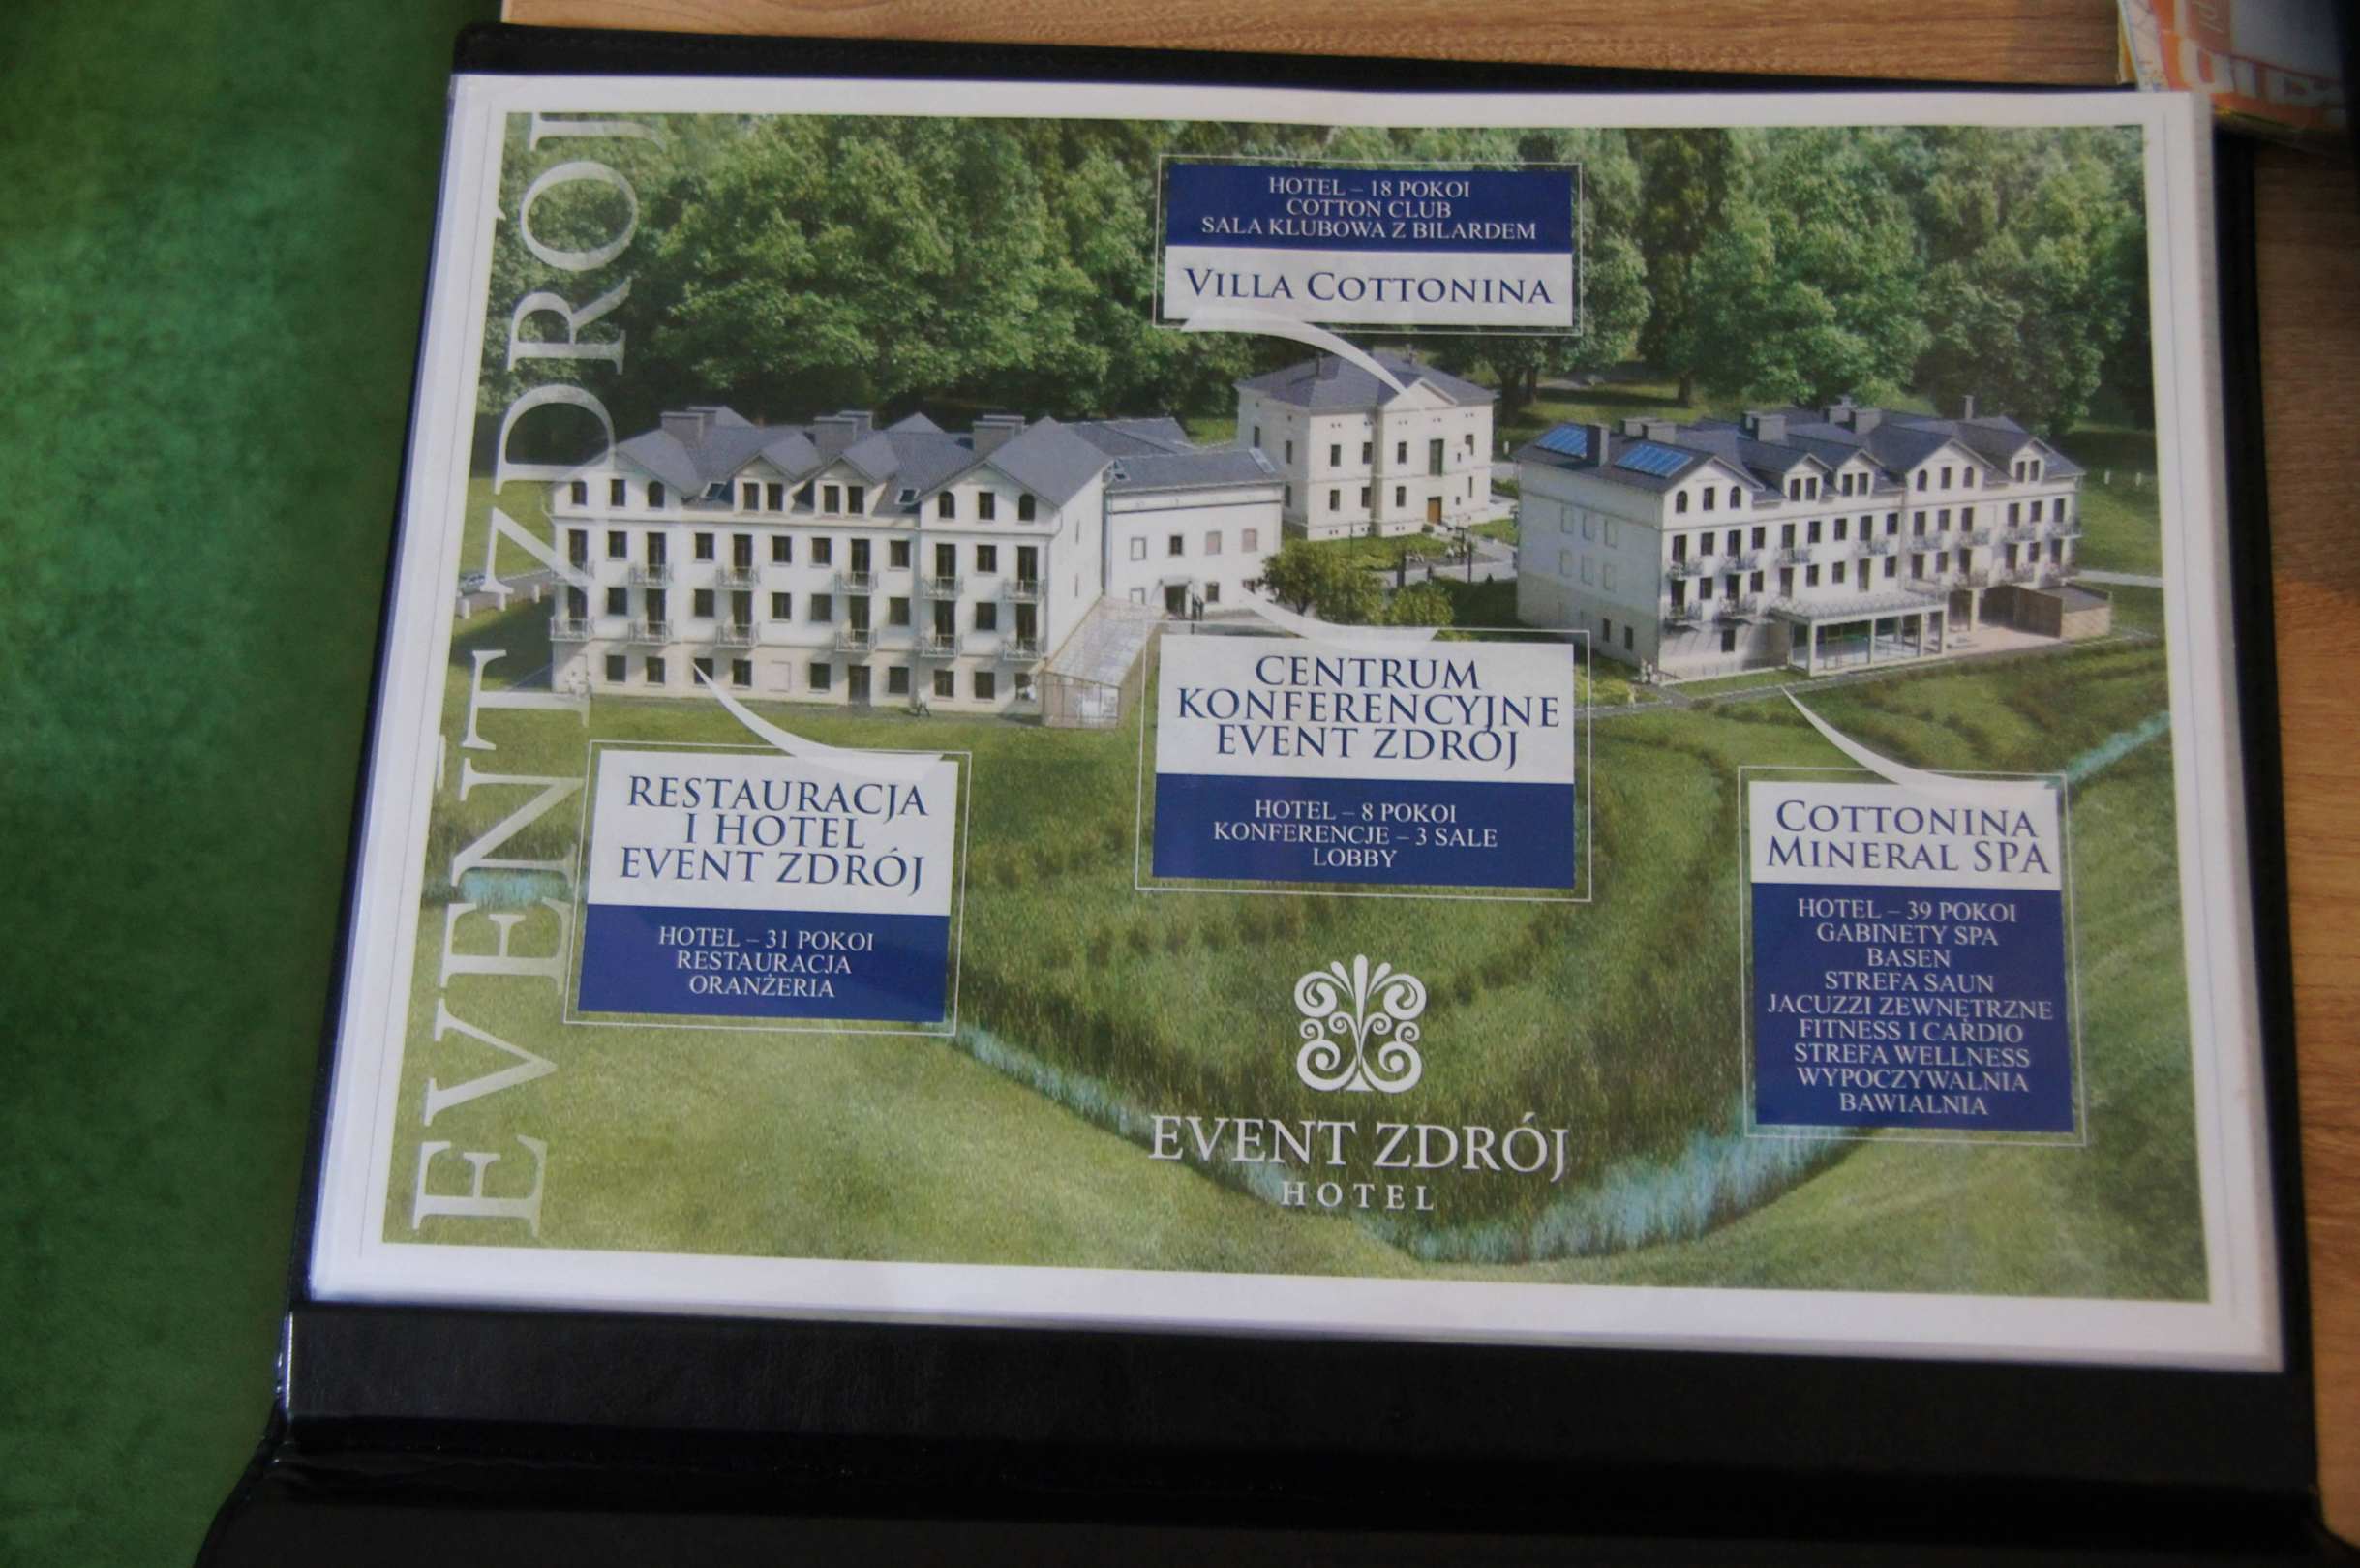 EVENT ZDRÓJ
HOTEL – 18 POKOI
COTTON CLUB
SALA KLUBOWA Z BILARDEM
VILLA COTTONINA
CENTRUM
KONFERENCYJNE
EVENT ZDRÓJ
HOTEL – 8 POKOI
KONFERENCJE – 3 SALE
LOBBY
RESTAURACJA
I HOTEL
EVENT ZDRÓJ
HOTEL – 31 POKOI
RESTAURACJA
ORANŻERIA
COTTONINA
MINERAL SPA
HOTEL – 39 POKOI
GABINETY SPA
BASEN
STREFA SAUN
JACUZZI ZEWNĘTRZNE
FITNESS I CARDIO
STREFA WELLNESS
WYPOCZYWALNIA
BAWIALNIA
EVENT ZDRÓJ
HOTEL